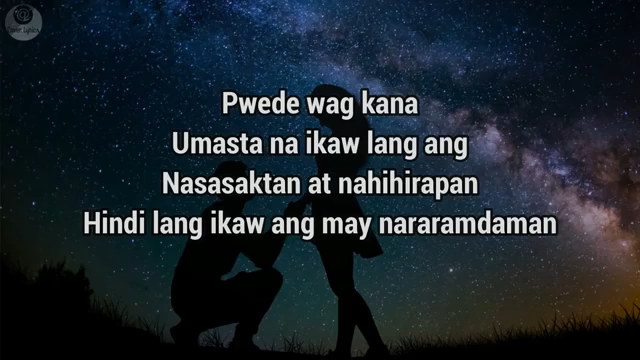 Pwede wag kana
Umasta na ikaw lang ang
Nasasaktan at nahihirapan
Hindi lang ikaw ang may nararamdaman